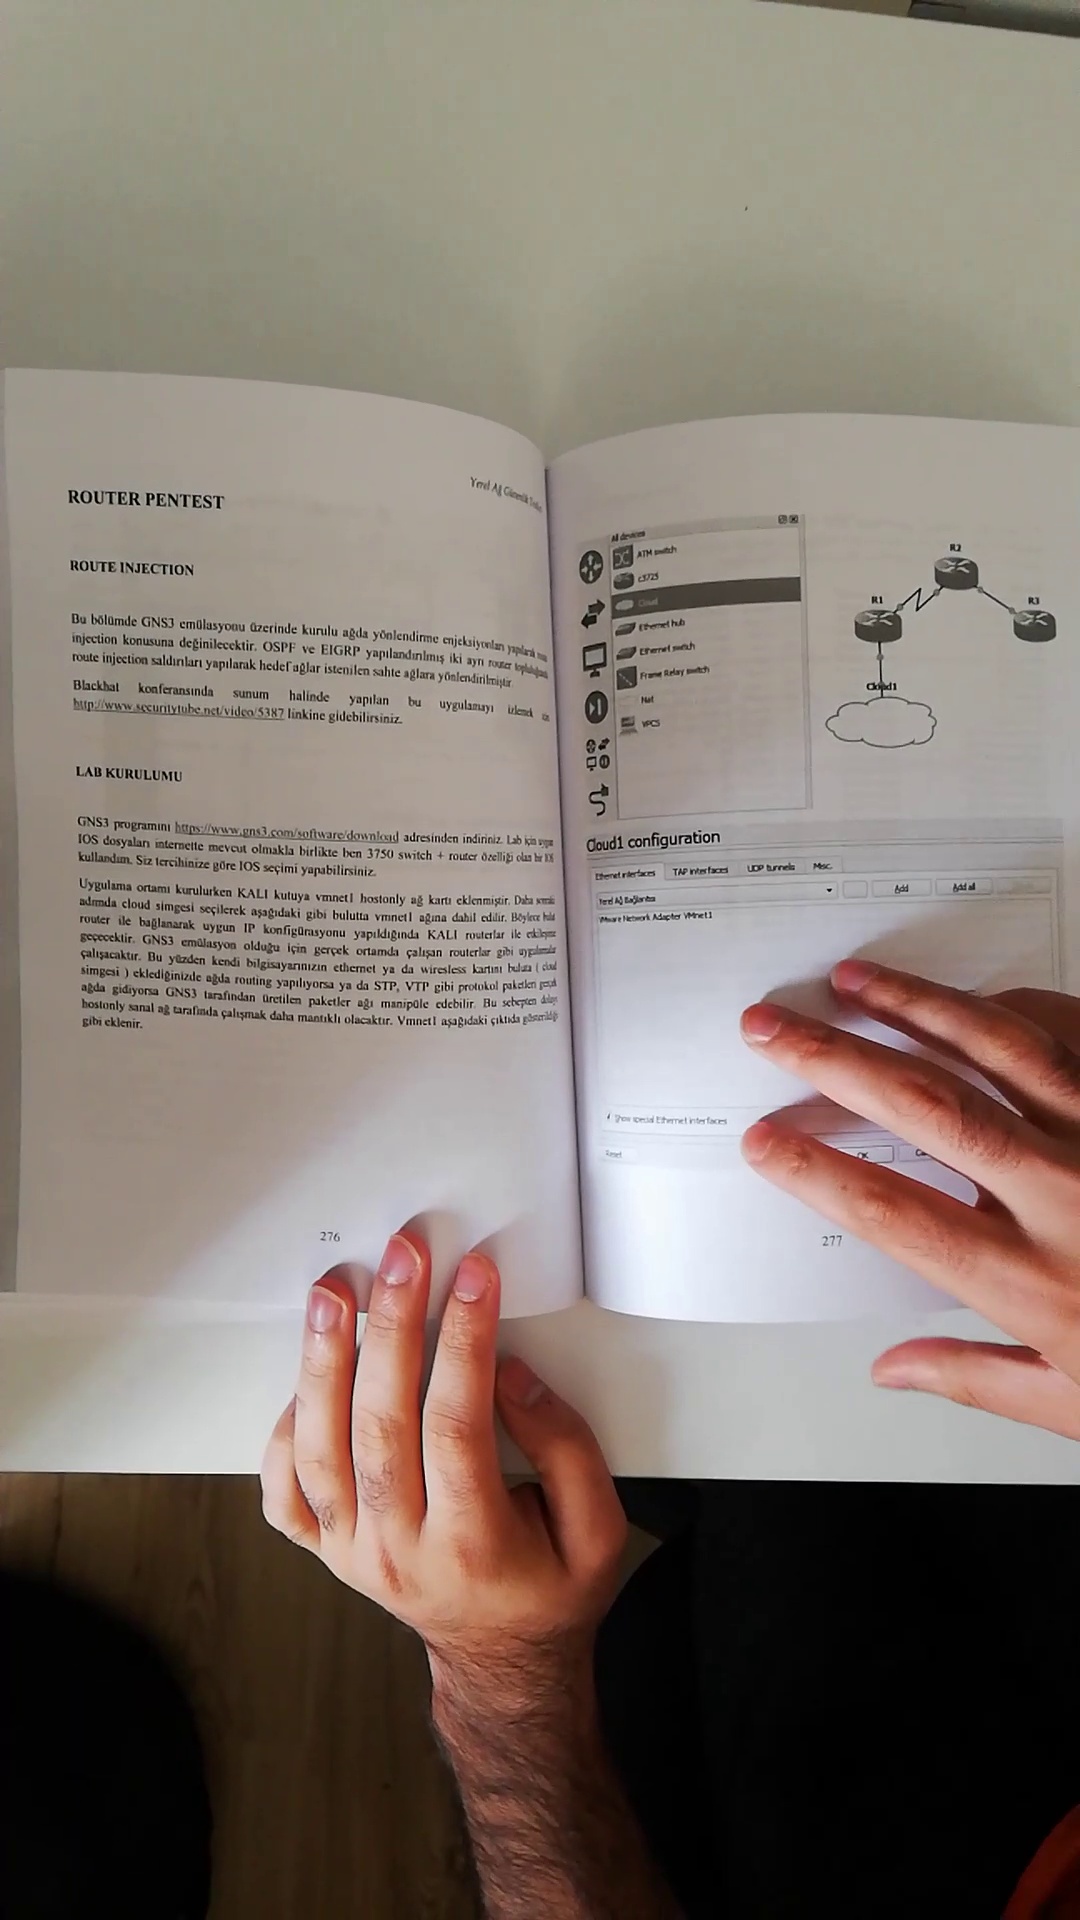 Yerel Ağ Güvenlik
ROUTER PENTEST
ROUTE INJECTION
Bu bölümde GNS3 emülasyonu üzerinde kurulu ağda yönlendirme enjeksiyonları yapılarak
injection konusuna değinilecektir. OSPF ve EIGRP yapılandırılmış iki ayrı router topluluğuna
route injection saldırıları yapılarak hedef ağlar istenilen sahte ağlara yönlendirilmiştir.
Blackhat konferansında sunum halinde yapılan bu uygulamayı izlemek
http://www.securitytube.net/video/5387 linkine gidebilirsiniz.
LAB KURULUMU
GNS3 programını https://www.gns3.com/software/download adresinden indiriniz. Lab için uygun
IOS dosyaları internette mevcut olmakla birlikte ben 3750 switch + router özelliği olan bir IOS
kullandım. Siz tercihinize göre IOS seçimi yapabilirsiniz.
Uygulama ortamı kurulurken KALI kutuya vmnet1 hostonly ağ kartı eklenmiştir. Daha sonraki
adımda cloud simgesi seçilerek aşağıdaki gibi bulutta vmnet1 ağına dahil edilir. Böylece bulut
router ile bağlanarak uygun IP konfigürasyonu yapıldığında KALI routerlar ile etkileşime
geçecektir. GNS3 emülasyon olduğu için gerçek ortamda çalışan routerlar gibi uygulamalar
çalışacaktır. Bu yüzden kendi bilgisayarınızın ethernet ya da wiresless kartını buluta ( cloud
simgesi ) eklediğinizde ağda routing yapılıyorsa ya da STP, VTP gibi protokol paketleri gerçek
ağda gidiyorsa GNS3 tarafından üretilen paketler ağı manipüle edebilir. Bu sebepten dolayı
hostonly sanal ağ tarafında çalışmak daha mantıklı olacaktır. Vmnet1 aşağıdaki çıktıda gösterildiği
gibi eklenir.
276
All devices
ATM switch
c3725
Cloud
Ethernet hub
Ethernet switch
Frame Relay switch
Nat
VPCS
R2
R1
R3
Cloud1
Cloud1 configuration
Ethernet interfaces TAP interfaces UDP tunnels Misc.
Yerel Ağ Bağlantısı Add Add all
VMware Network Adapter VMnet1
Show special Ethernet interfaces
Reset OK
277